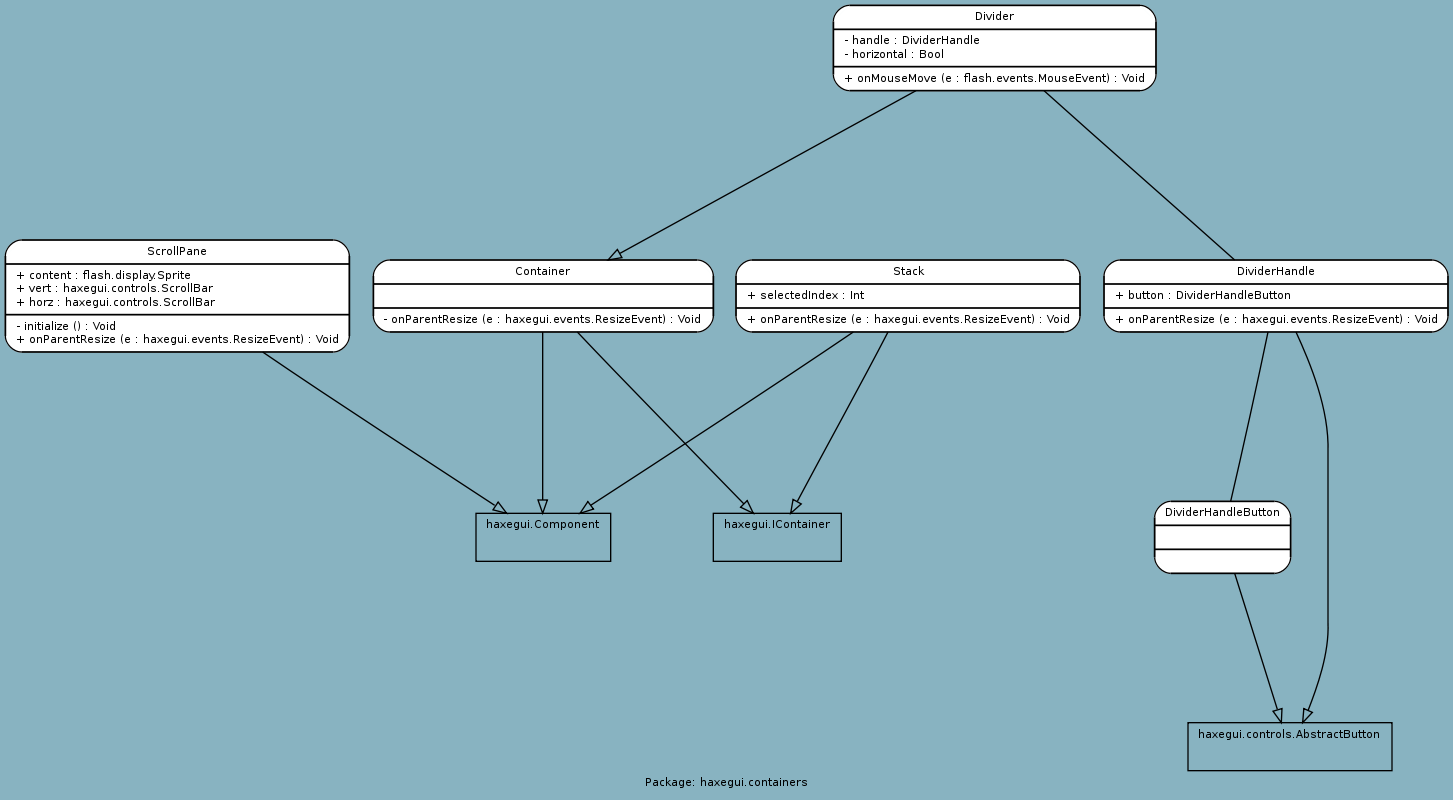 Divider
- handle : DividerHandle
- horizontal : Bool
+ onMouseMove (e : flash.events.MouseEvent) : Void
ScrollPane
+ content : flash.display.Sprite
+ vert : haxegui.controls.ScrollBar
+ horz : haxegui.controls.ScrollBar
- initialize () : Void
+ onParentResize (e : haxegui.events.ResizeEvent) : Void
Container
- onParentResize (e : haxegui.events.ResizeEvent) : Void
Stack
+ selectedIndex : Int
+ onParentResize (e : haxegui.events.ResizeEvent) : Void
DividerHandle
+ button : DividerHandleButton
+ onParentResize (e : haxegui.events.ResizeEvent) : Void
haxegui.Component
haxegui.IContainer
DividerHandleButton
haxegui.controls.AbstractButton
Package: haxegui.containers